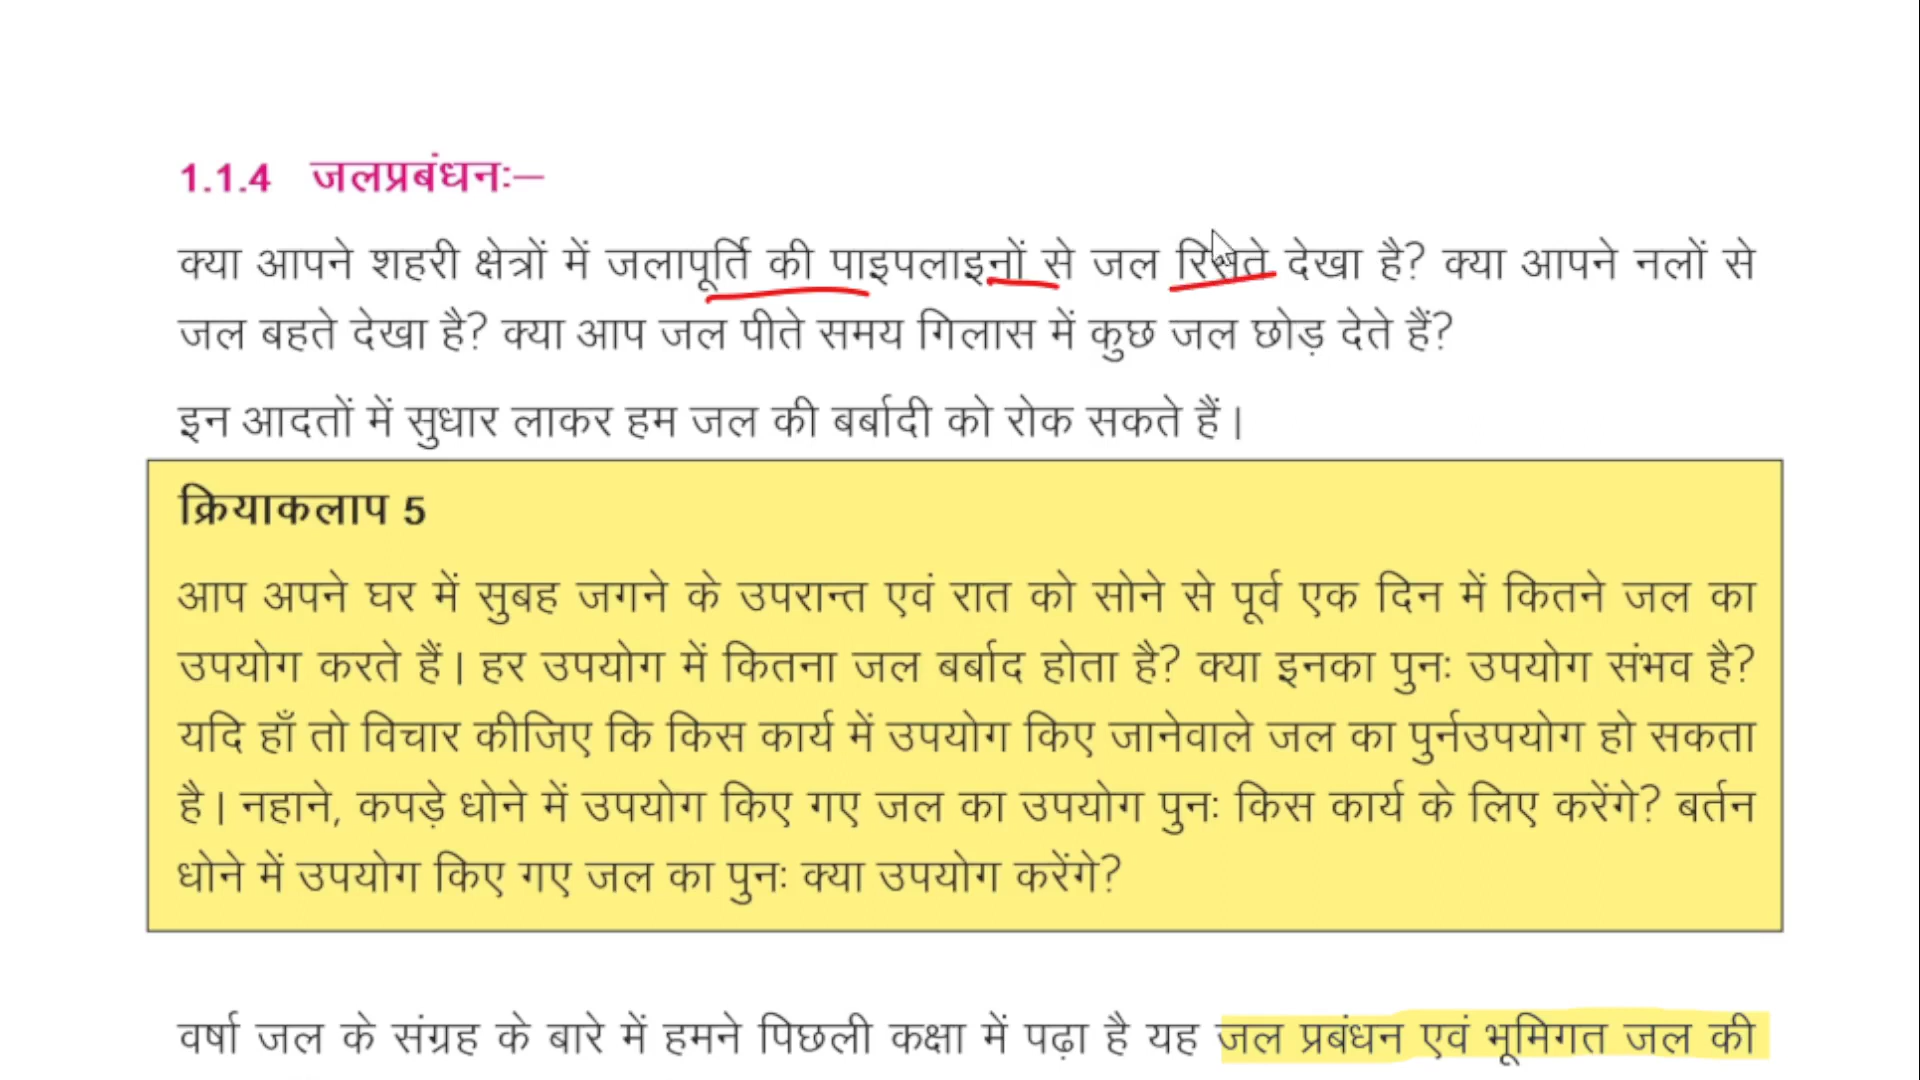 1.1.4 जलप्रबंधन:—
क्या आपने शहरी क्षेत्रों में जलापूर्ति की पाइपलाइनों से जल रिसते देखा है? क्या आपने नलों से
जल बहते देखा है? क्या आप जल पीते समय गिलास में कुछ जल छोड़ देते हैं?
इन आदतों में सुधार लाकर हम जल की बर्बादी को रोक सकते हैं।
क्रियाकलाप 5
आप अपने घर में सुबह जगने के उपरान्त एवं रात को सोने से पूर्व एक दिन में कितने जल का
उपयोग करते हैं। हर उपयोग में कितना जल बर्बाद होता है? क्या इनका पुनः उपयोग संभव है?
यदि हाँ तो विचार कीजिए कि किस कार्य में उपयोग किए जानेवाले जल का पुर्नउपयोग हो सकता
है। नहाने, कपड़े धोने में उपयोग किए गए जल का उपयोग पुनः किस कार्य के लिए करेंगे? बर्तन
धोने में उपयोग किए गए जल का पुनः क्या उपयोग करेंगे?
वर्षा जल के संग्रह के बारे में हमने पिछली कक्षा में पढ़ा है यह जल प्रबंधन एवं भूमिगत जल की